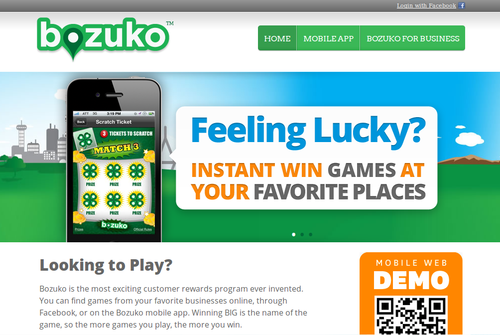 Login with Facebook
bozuko™
HOME
MOBILE APP
BOZUKO FOR BUSINESS
Back
Scratch Ticket
3 TICKETS TO SCRATCH
MATCH 3
PRIZE PRIZE PRIZE
PRIZE PRIZE PRIZE
bozuko
Feeling Lucky?
INSTANT WIN GAMES AT
YOUR FAVORITE PLACES
Looking to Play?
Bozuko is the most exciting customer rewards program ever invented.
You can find games from your favorite businesses online, through
Facebook, or on the Bozuko mobile app. Winning BIG is the name of the
game, so the more games you play, the more you win.
MOBILE WEB
DEMO